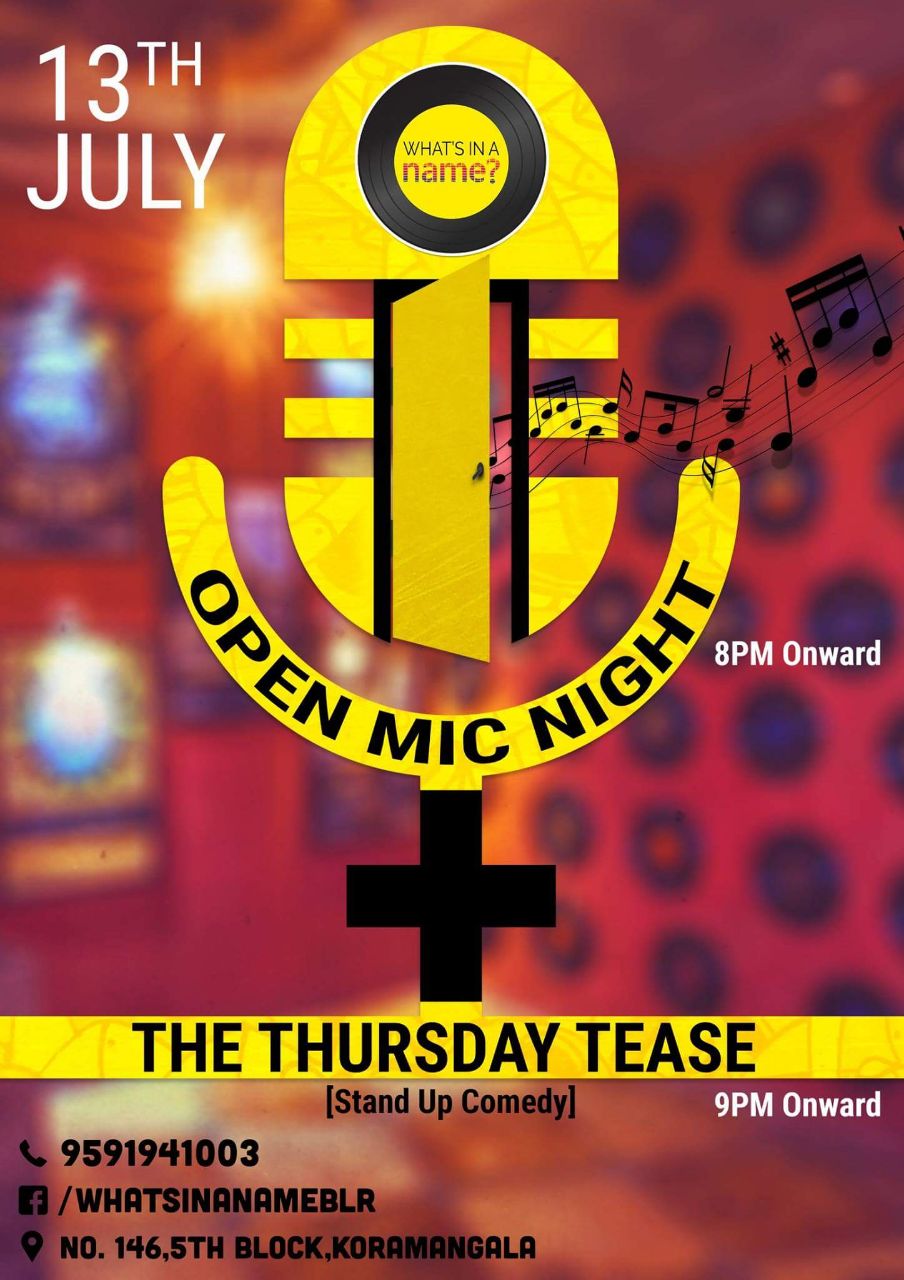 13TH
JULY
WHAT'S IN A
name?
OPEN MIC NIGHT
8PM Onward
THE THURSDAY TEASE
[Stand Up Comedy]
9PM Onward
9591941003
/WHATSINANAMEBLR
NO. 146,5TH BLOCK,KORAMANGALA